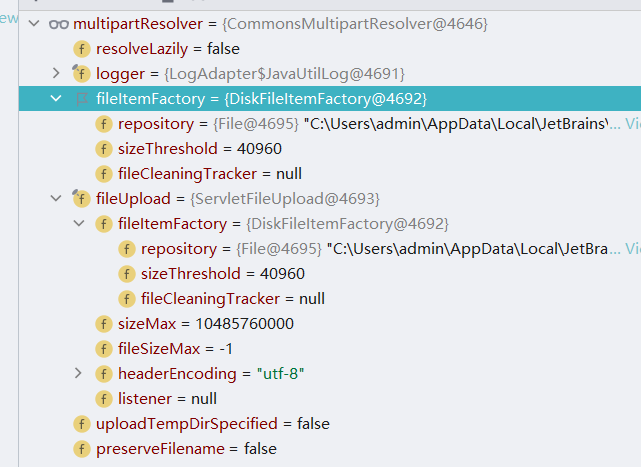 ew
multipartResolver = {CommonsMultipartResolver@4646}
f resolveLazily = false
f logger = {LogAdapter$JavaUtilLog@4691}
fileItemFactory = {DiskFileItemFactory@4692}
f repository = {File@4695} "C:\Users\admin\AppData\Local\JetBrains\... Vi
f sizeThreshold = 40960
f fileCleaningTracker = null
f fileUpload = {ServletFileUpload@4693}
f fileItemFactory = {DiskFileItemFactory@4692}
f repository = {File@4695} "C:\Users\admin\AppData\Local\JetBra... Vie
f sizeThreshold = 40960
f fileCleaningTracker = null
f sizeMax = 10485760000
f fileSizeMax = -1
f headerEncoding = "utf-8"
f listener = null
f uploadTempDirSpecified = false
f preserveFilename = false